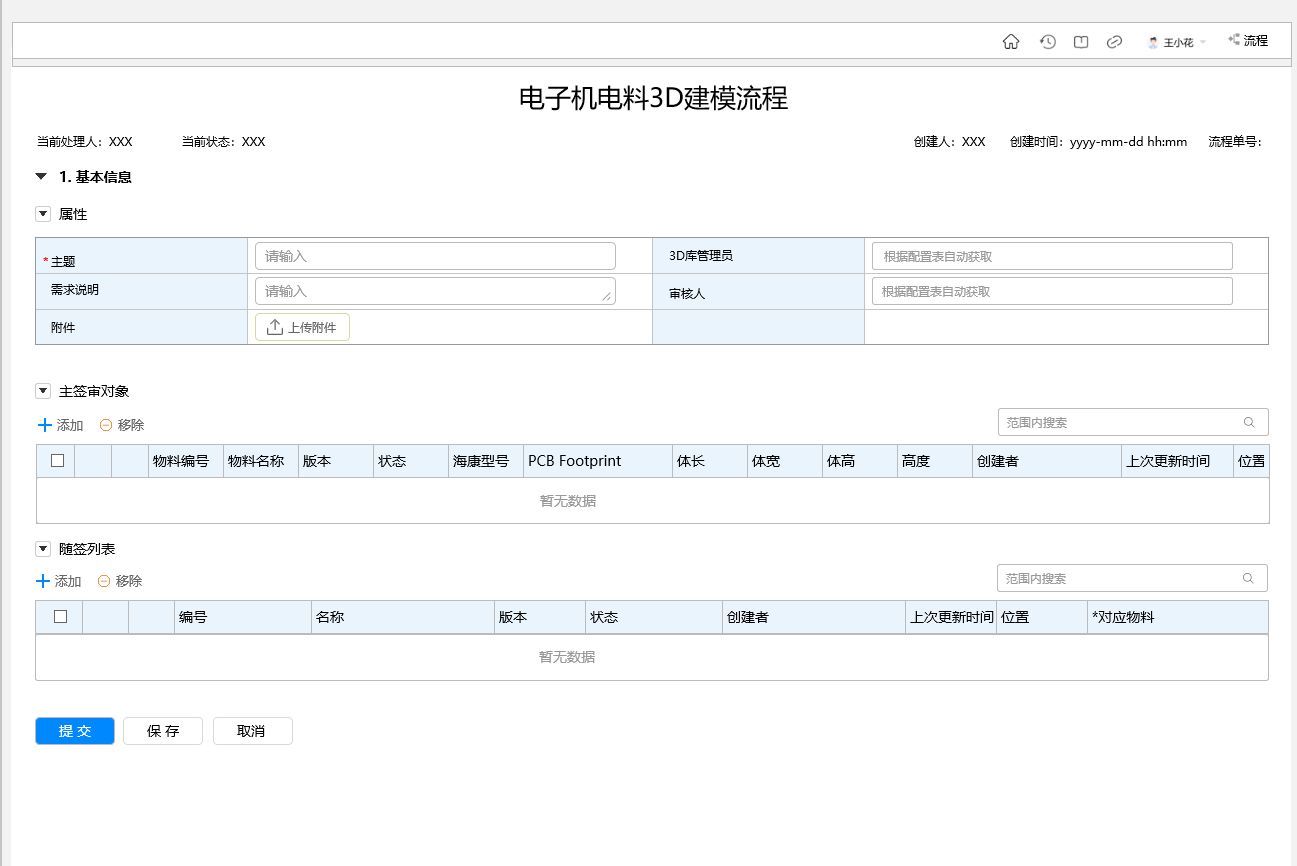 王小花 流程
电子机电料3D建模流程
当前处理人：XXX 当前状态：XXX 创建人：XXX 创建时间：yyyy-mm-dd hh:mm 流程单号：
1. 基本信息
属性
*主题 请输入 3D库管理员 根据配置表自动获取
需求说明 请输入 审核人 根据配置表自动获取
附件 上传附件
主签审对象
添加 移除 范围内搜索
物料编号 物料名称 版本 状态 海康型号 PCB Footprint 体长 体宽 体高 高度 创建者 上次更新时间 位置
暂无数据
随签列表
添加 移除 范围内搜索
编号 名称 版本 状态 创建者 上次更新时间 位置 *对应物料
暂无数据
提交 保存 取消